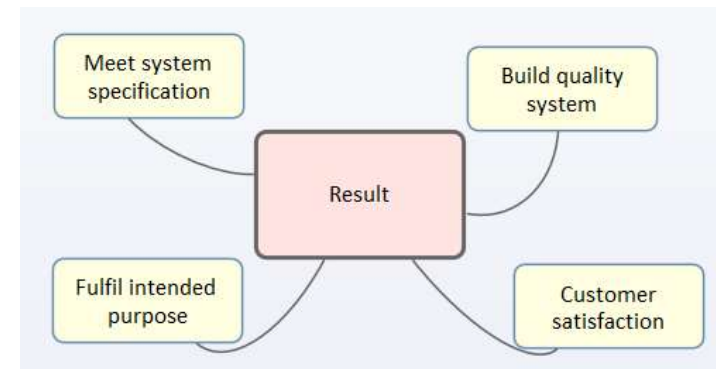 Meet system
specification
Build quality
system
Result
Fulfil intended
purpose
Customer
satisfaction